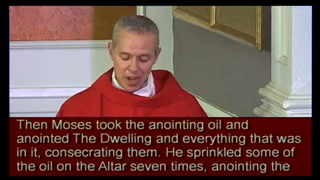 Then Moses took the anointing oil and
anointed The Dwelling and everything that was
in it, consecrating them. He sprinkled some of
the oil on the Altar seven times, anointing the